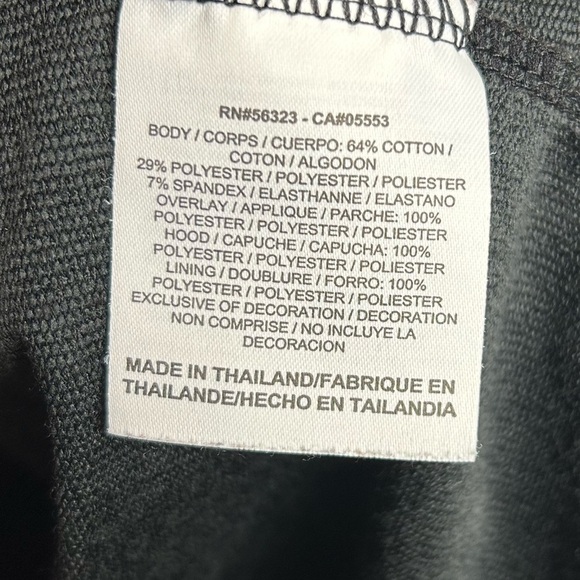 RN#56323 - CA#05553
BODY / CORPS / CUERPO: 64% COTTON /
COTON / ALGODON
29% POLYESTER / POLYESTER / POLIESTER
7% SPANDEX / ELASTHANNE / ELASTANO
OVERLAY / APPLIQUE / PARCHE: 100%
POLYESTER / POLYESTER / POLIESTER
HOOD / CAPUCHE / CAPUCHA: 100%
POLYESTER / POLYESTER / POLIESTER
LINING / DOUBLURE / FORRO: 100%
POLYESTER / POLYESTER / POLIESTER
EXCLUSIVE OF DECORATION / DECORATION
NON COMPRISE / NO INCLUYE LA
DECORACION
MADE IN THAILAND/FABRIQUE EN
THAILANDE/HECHO EN TAILANDIA